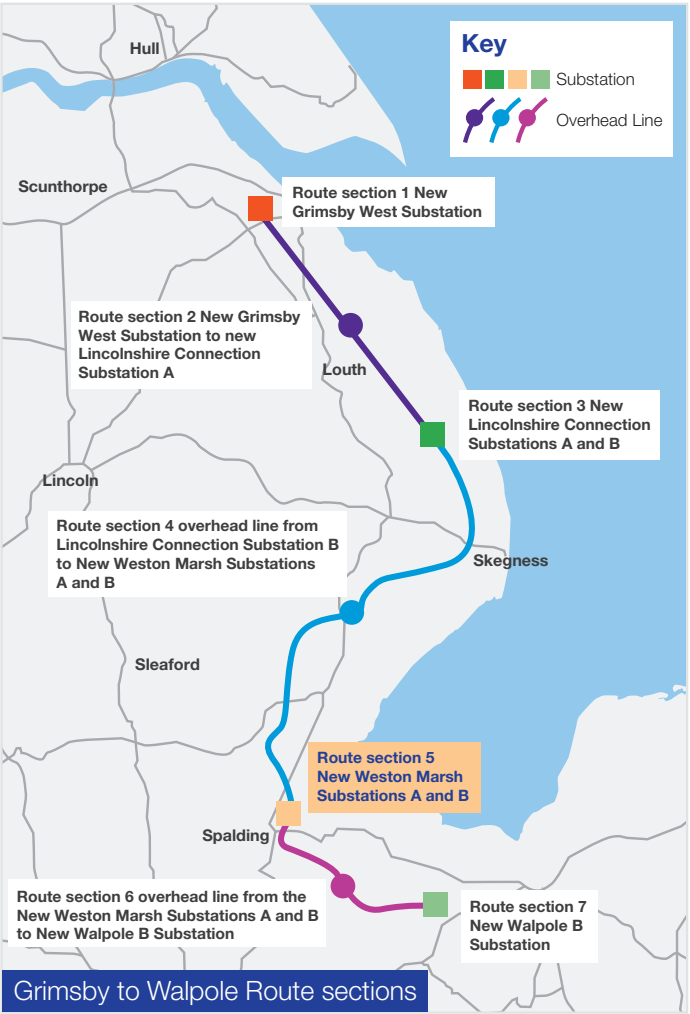 Hull
Key
Substation
Overhead Line
Scunthorpe
Route section 1 New
Grimsby West Substation
Route section 2 New Grimsby
West Substation to new
Lincolnshire Connection
Substation A
Louth
Route section 3 New
Lincolnshire Connection
Substations A and B
Lincoln
Route section 4 overhead line from
Lincolnshire Connection Substation B
to New Weston Marsh Substations
A and B
Skegness
Sleaford
Route section 5
New Weston Marsh
Substations A and B
Spalding
Route section 6 overhead line from the
New Weston Marsh Substations A and B
to New Walpole B Substation
Route section 7
New Walpole B
Substation
Grimsby to Walpole Route sections